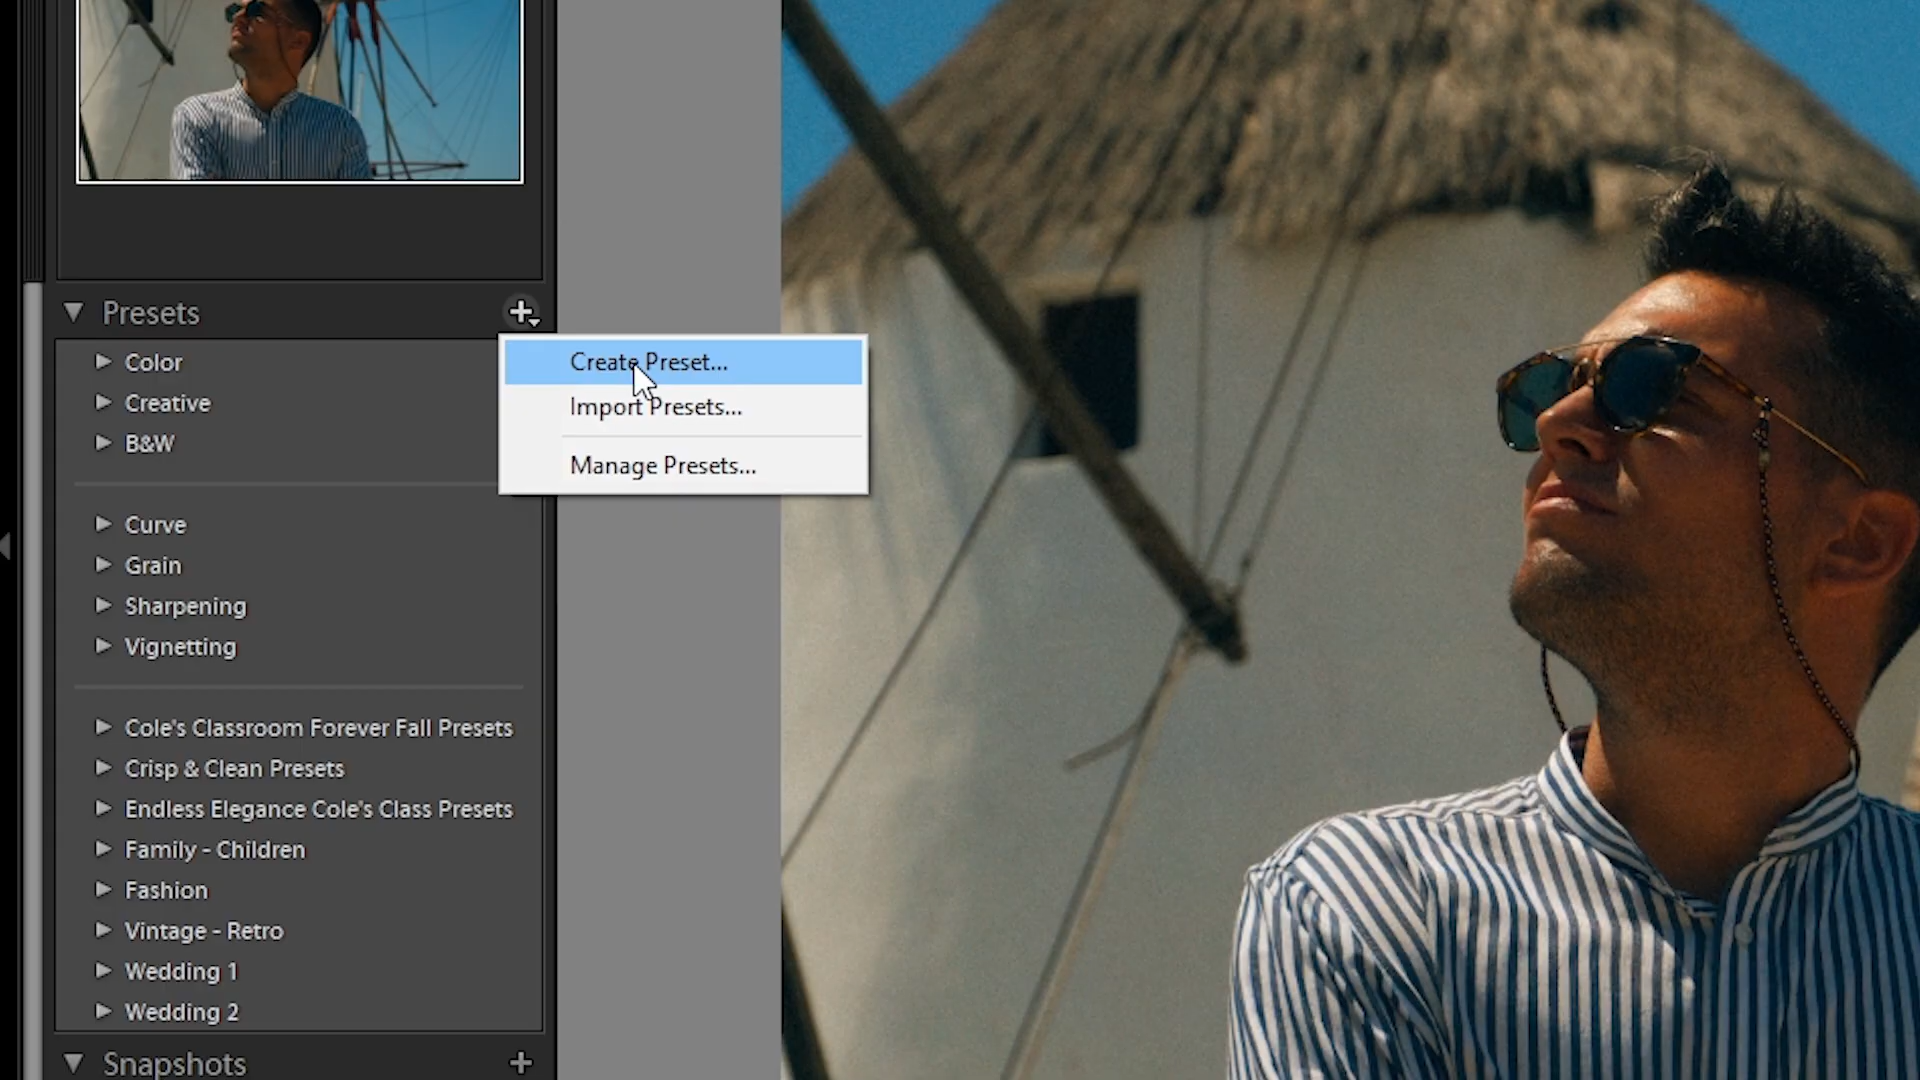 Presets
Color
Creative
B&W
Create Preset...
Import Presets...
Manage Presets...
Curve
Grain
Sharpening
Vignetting
Cole's Classroom Forever Fall Presets
Crisp & Clean Presets
Endless Elegance Cole's Class Presets
Family - Children
Fashion
Vintage - Retro
Wedding 1
Wedding 2
Snapshots